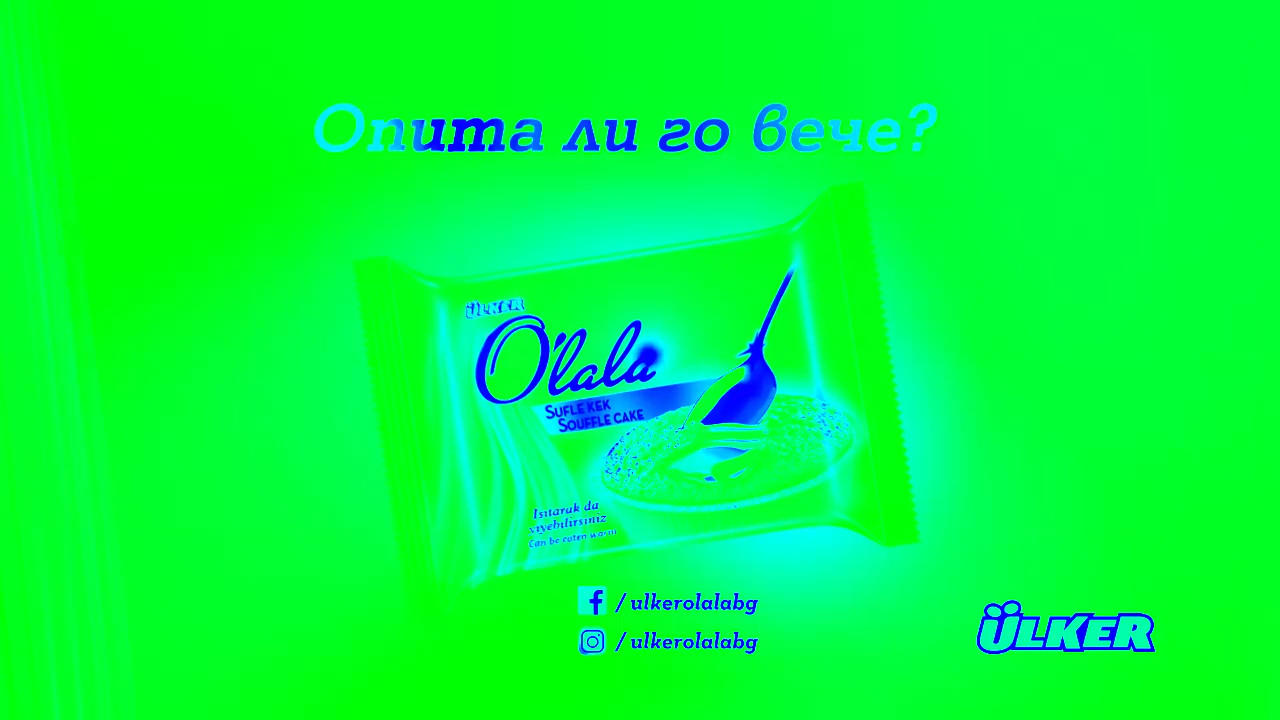 Опита ли го вече?
ÜLKER
O'lala
SUFLE KEK
SOUFFLE CAKE
Isıtarak da
yiyebilirsiniz
Can be eaten warm
/ulkerolalabg
/ulkerolalabg
ÜLKER